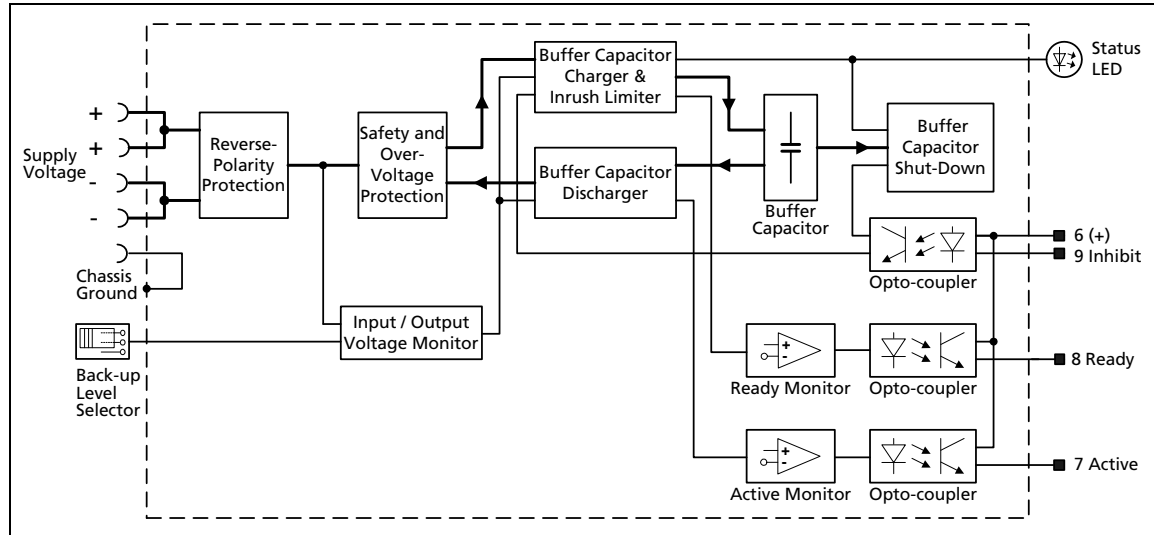 Buffer Capacitor
Charger &
Inrush Limiter
Status
LED
Supply
Voltage
+
+
-
-
Reverse-
Polarity
Protection
Safety and
Over-
Voltage
Protection
Buffer Capacitor
Discharger
Buffer
Capacitor
Buffer
Capacitor
Shut-Down
Chassis
Ground
6 (+)
9 Inhibit
Opto-coupler
Input / Output
Voltage Monitor
Back-up
Level
Selector
+
-
Ready Monitor
Opto-coupler
8 Ready
+
-
Active Monitor
Opto-coupler
7 Active